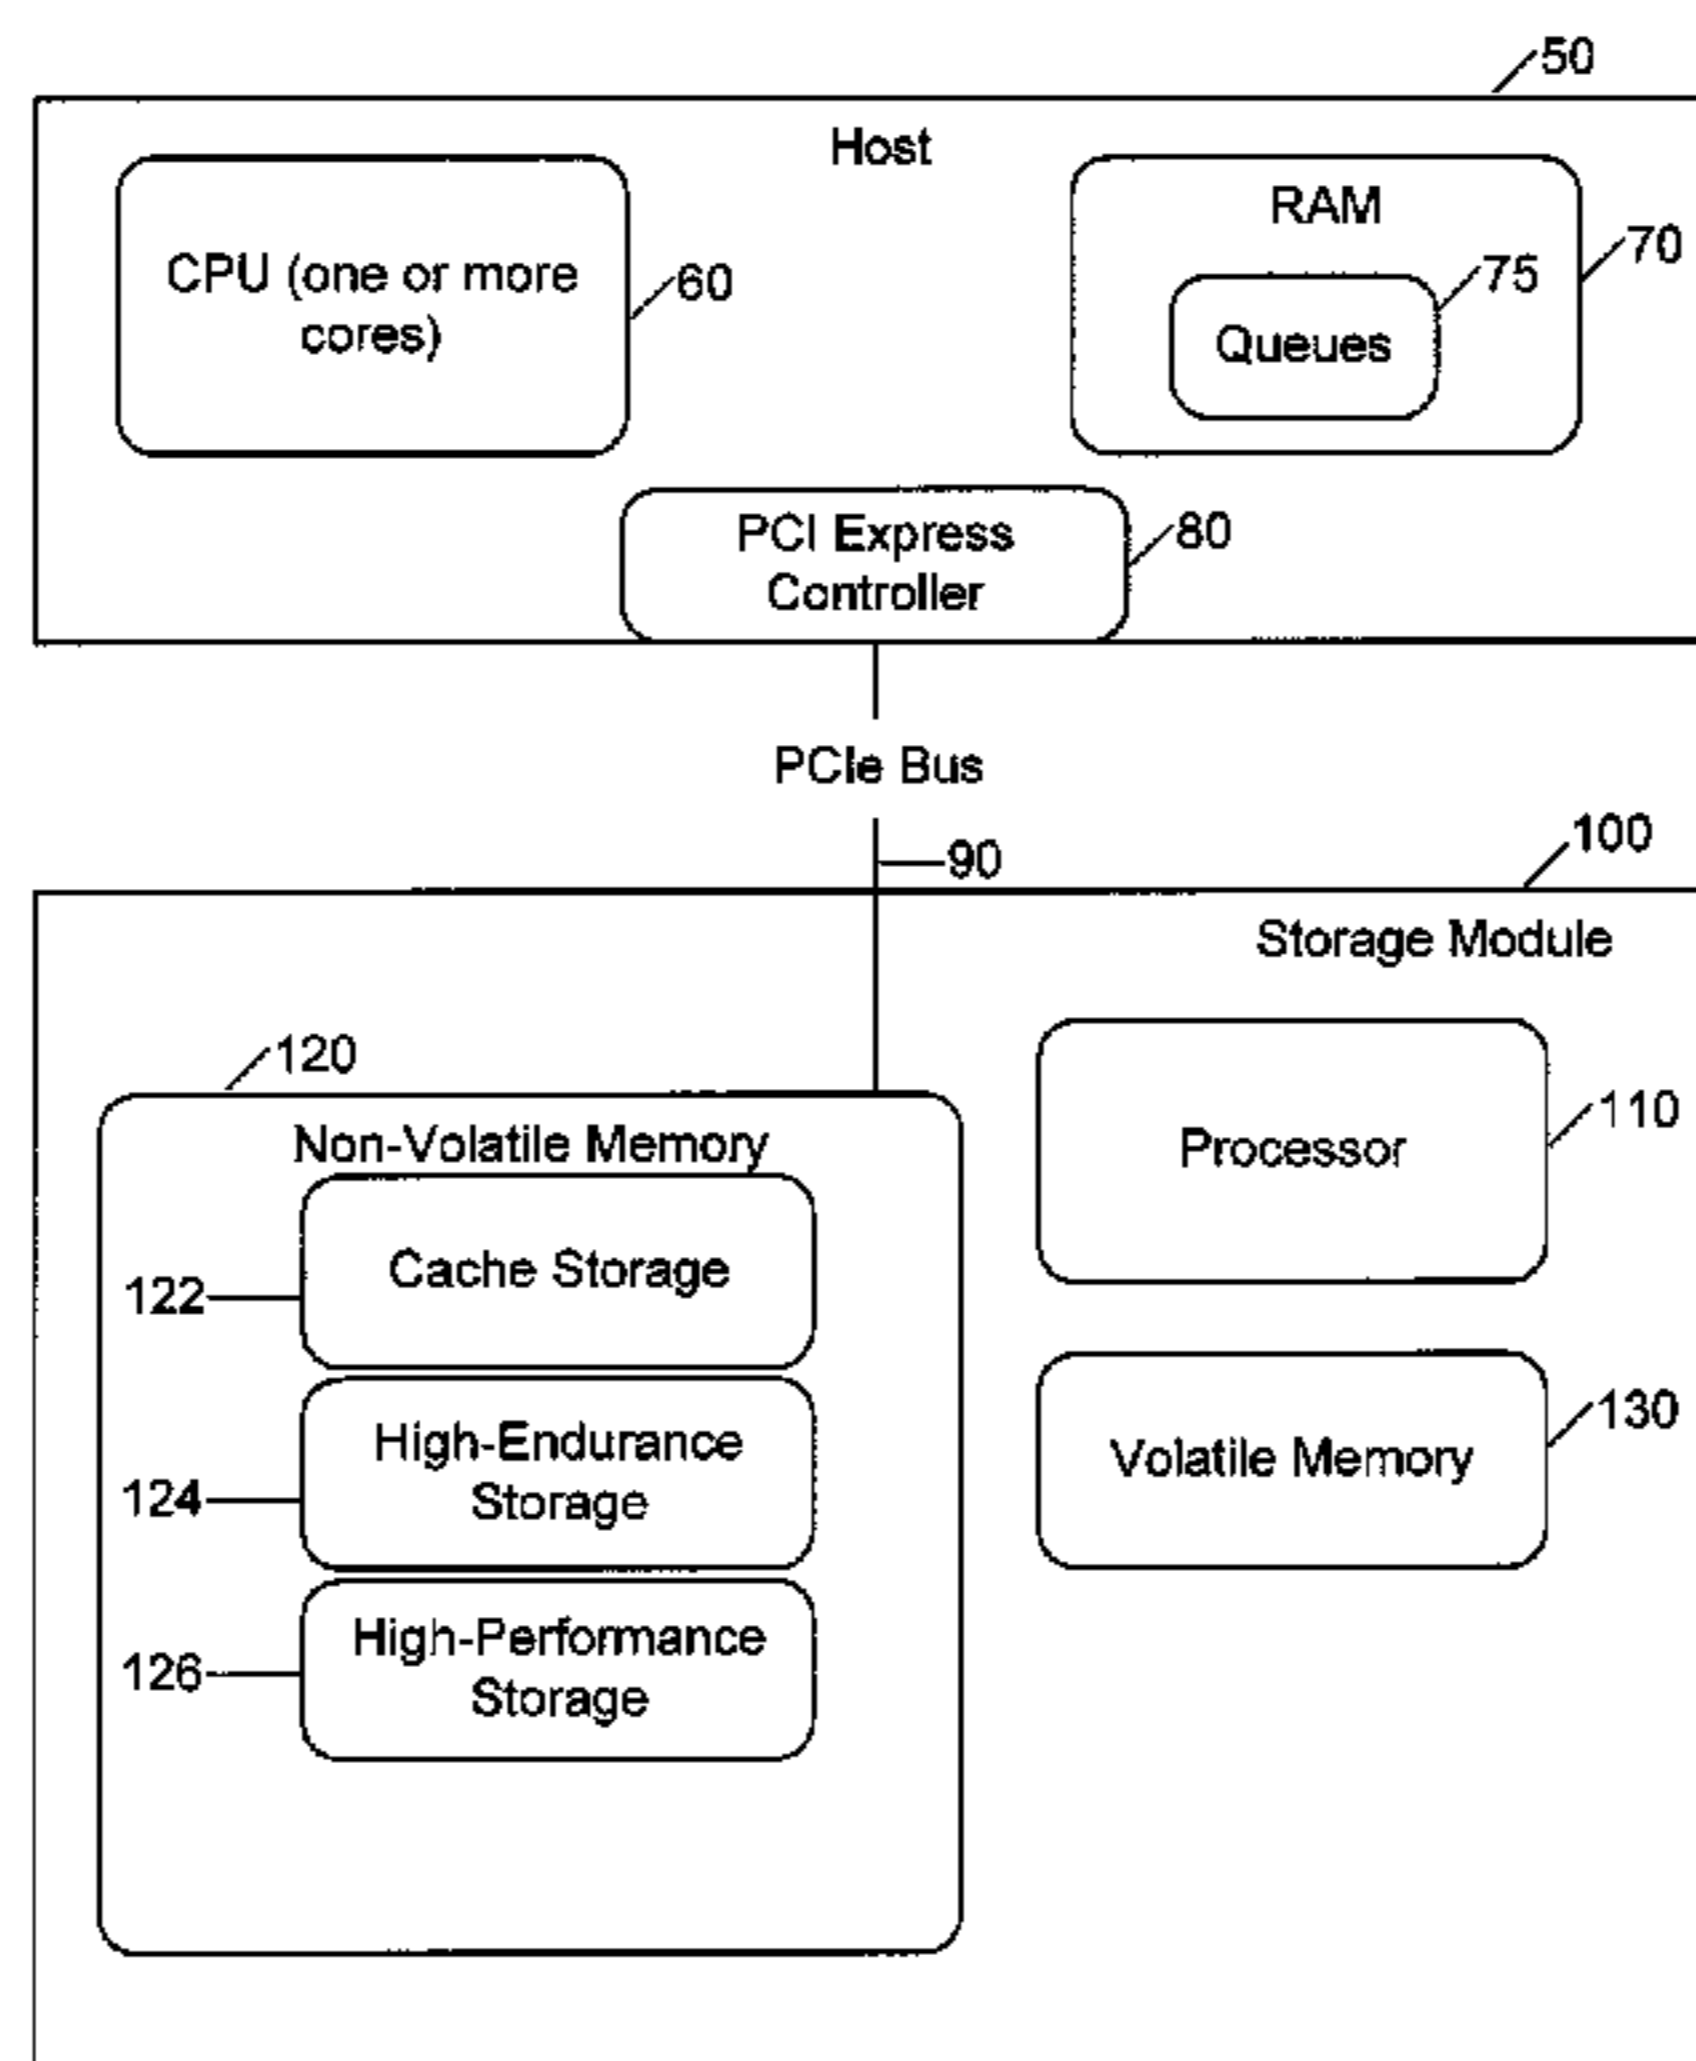 50
Host
RAM
70
CPU (one or more
cores)
60
75
Queues
PCI Express
Controller
80
PCIe Bus
90
100
Storage Module
120
Non-Volatile Memory
Processor
110
Cache Storage
122
High-Endurance
Storage
124
Volatile Memory
130
High-Performance
Storage
126